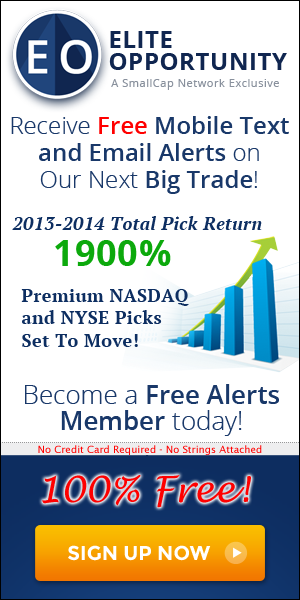 EO
ELITE
OPPORTUNITY
A SmallCap Network Exclusive
Receive Free Mobile Text
and Email Alerts on
Our Next Big Trade!
2013-2014 Total Pick Return
1900%
Premium NASDAQ
and NYSE Picks
Set To Move!
Become a Free Alerts
Member today!
No Credit Card Required - No Strings Attached
100% Free!
SIGN UP NOW